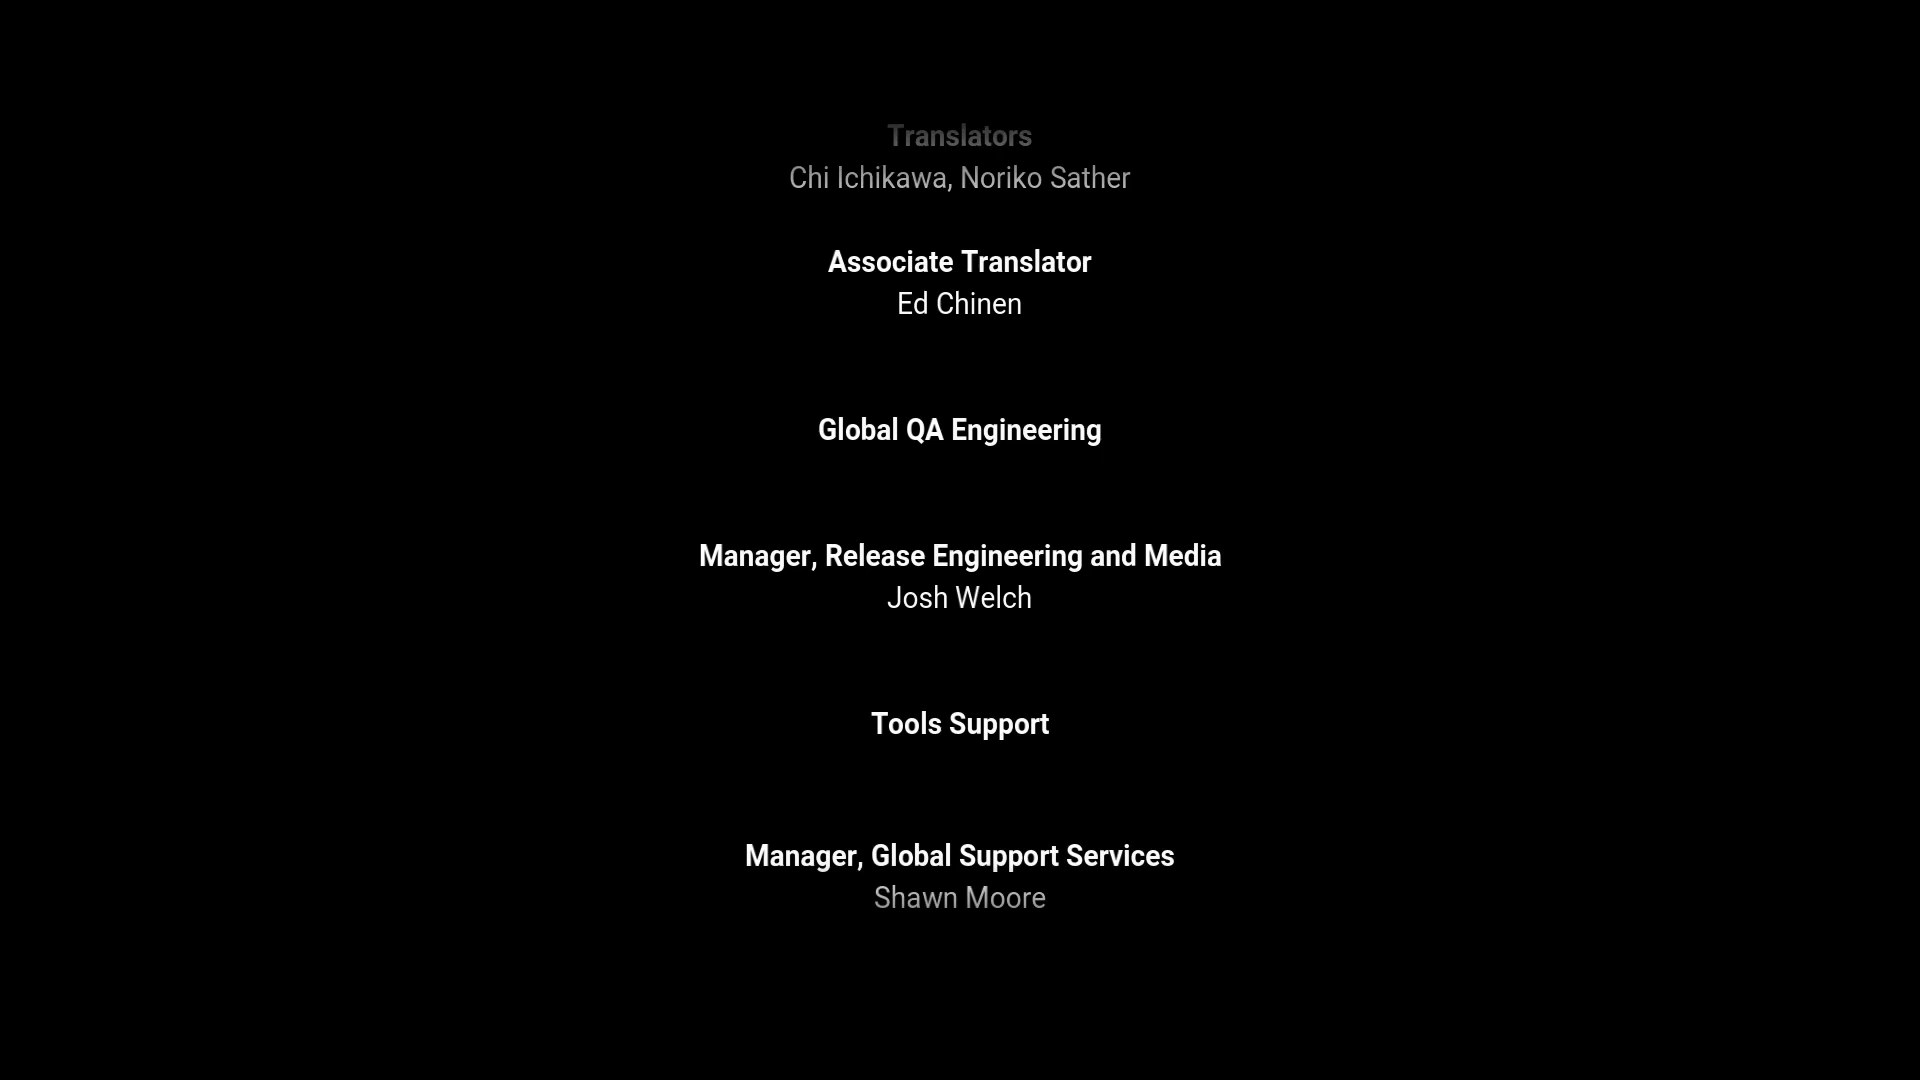 Translators
Chi Ichikawa, Noriko Sather
Associate Translator
Ed Chinen
Global QA Engineering
Manager, Release Engineering and Media
Josh Welch
Tools Support
Manager, Global Support Services
Shawn Moore